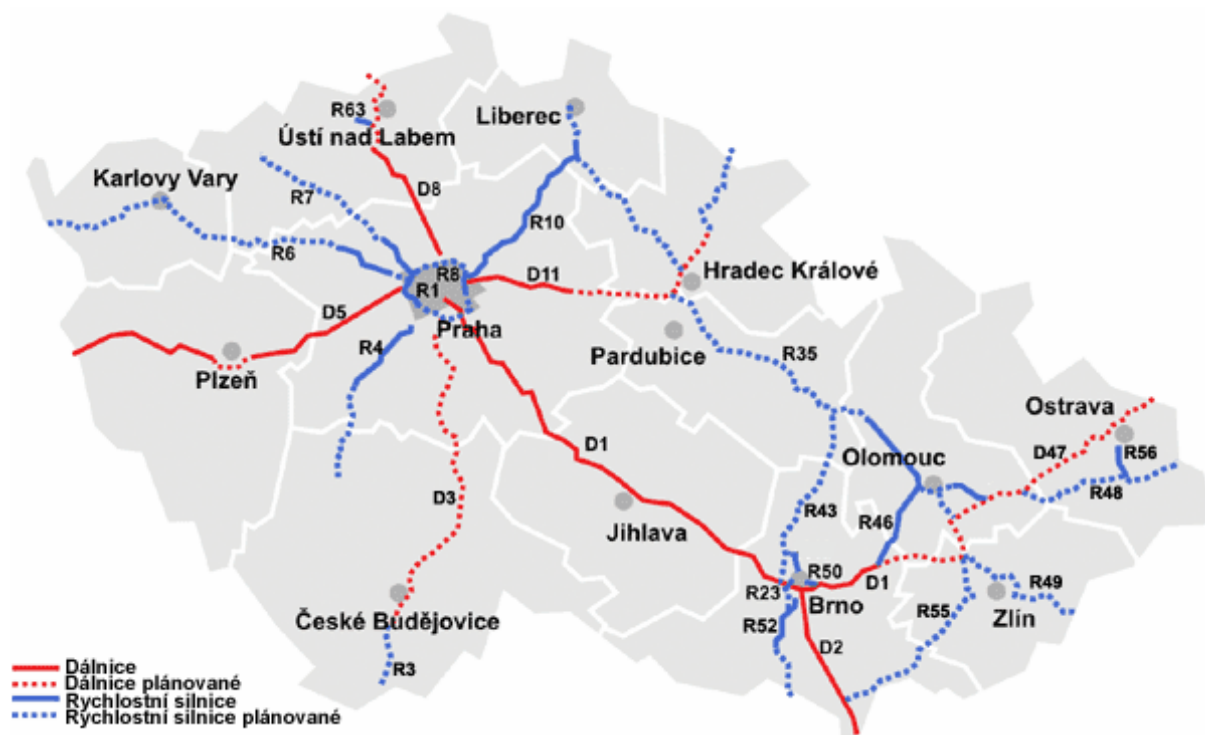 R63
Ústí nad Labem
Liberec
Karlovy Vary
R7
D8
R10
R6
R8
D11
Hradec Králové
R1
D5
Praha
R4
Pardubice
R35
Plzeň
Ostrava
D1
Olomouc
D47
R56
D3
R48
Jihlava
R43
R46
R50
D1
R23
Brno
R49
České Budějovice
R52
R55
Zlín
D2
R3
Dálnice
Dálnice plánované
Rychlostní silnice
Rychlostní silnice plánované